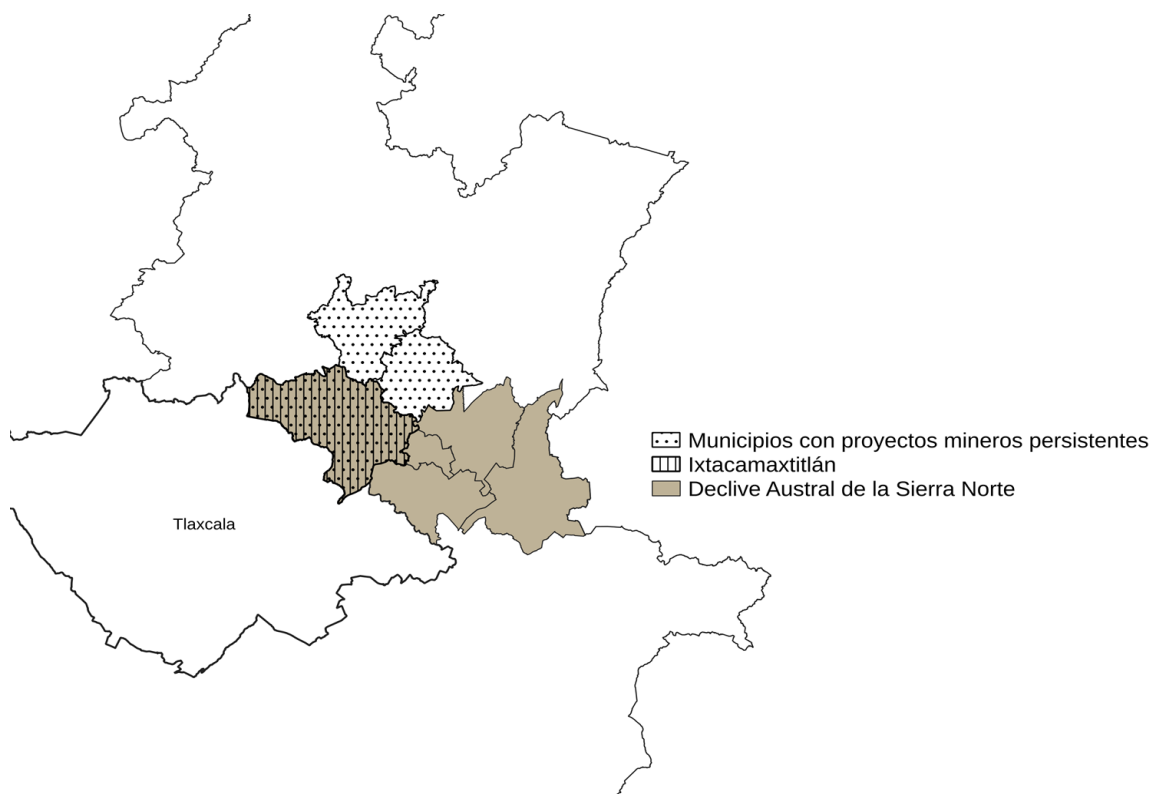 Municipios con proyectos mineros persistentes
Ixtacamaxtitlán
Declive Austral de la Sierra Norte
Tlaxcala